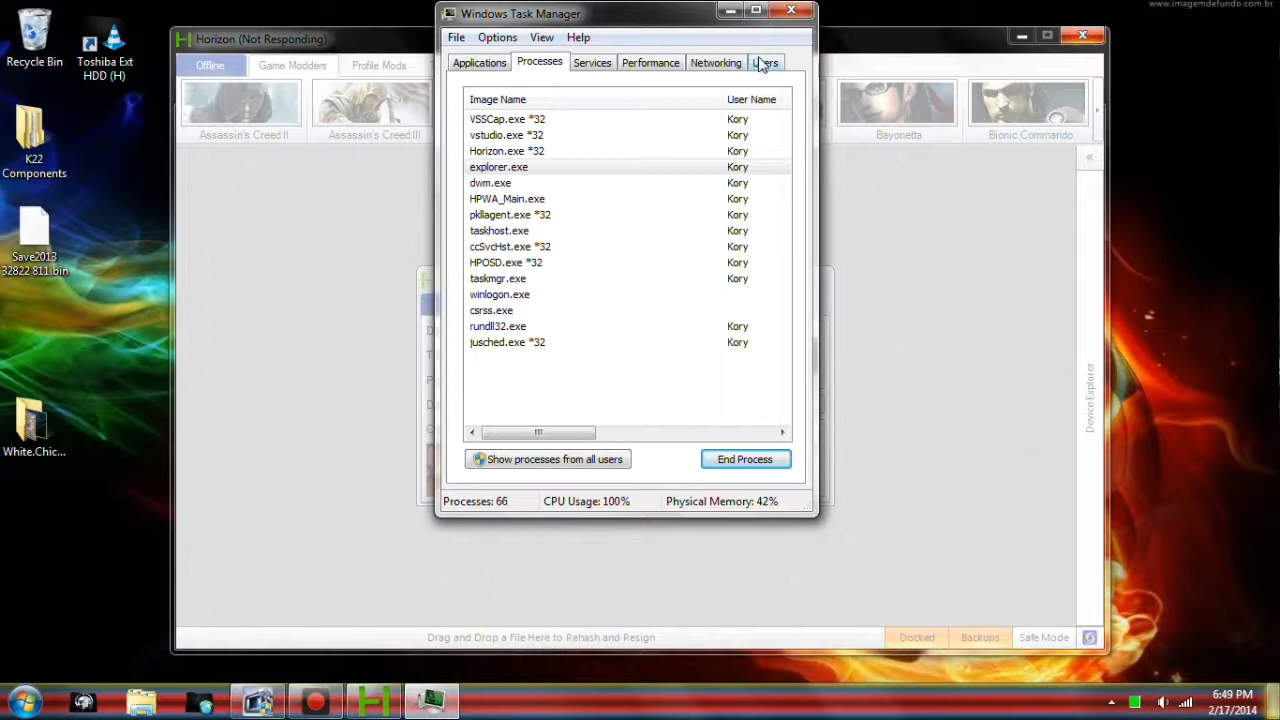 www.imagemdefundo.com.br
Recycle Bin
Toshiba Ext
HDD (H)
K22
Components
Save2013
32822 811.bin
White.Chic...
Horizon (Not Responding)
Offline
Game Modders
Profile Mods
Assassin's Creed II
Assassin's Creed III
Bayonetta
Bionic Commando
«
Device Explorer
Drag and Drop a File Here to Rehash and Resign
Docked
Backups
Safe Mode
Windows Task Manager
File Options View Help
Applications Processes Services Performance Networking Users
Image Name User Name
VSSCap.exe *32 Kory
vstudio.exe *32 Kory
Horizon.exe *32 Kory
explorer.exe Kory
dwm.exe Kory
HPWA_Main.exe Kory
pkllagent.exe *32 Kory
taskhost.exe Kory
ccSvcHst.exe *32 Kory
HPOSD.exe *32 Kory
taskmgr.exe Kory
winlogon.exe
csrss.exe
rundll32.exe Kory
jusched.exe *32 Kory
Show processes from all users
End Process
Processes: 66 CPU Usage: 100% Physical Memory: 42%
6:49 PM
2/17/2014